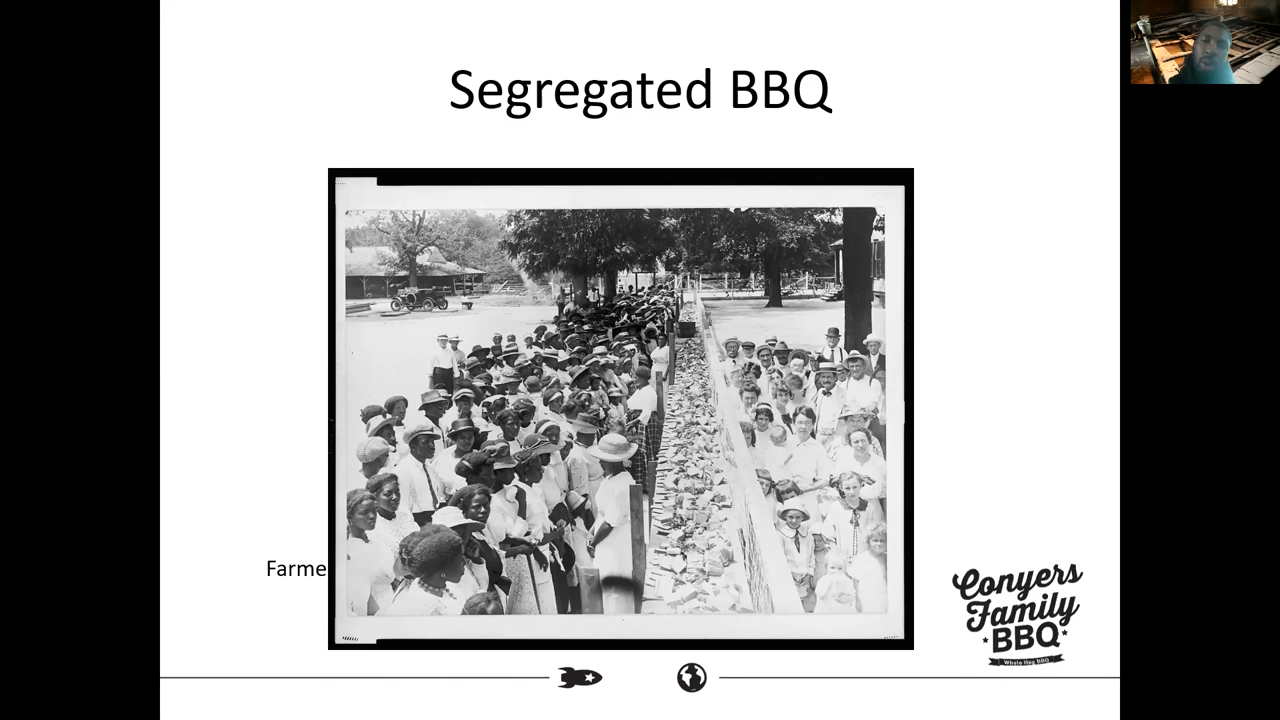 Segregated BBQ
Farme
Conyers
Family
BBQ
Whole Hog BBQ